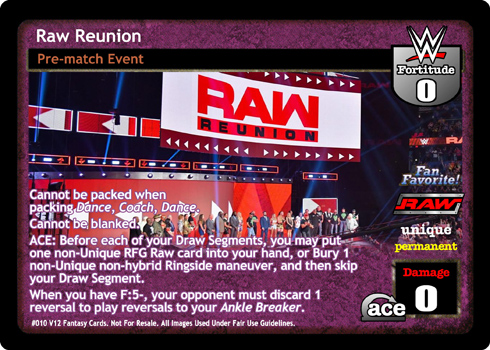 Raw Reunion
Pre-match Event
Fortitude
0
RAW
REUNION
Cannot be packed when
packing Dance, Coach, Dance.
Cannot be blanked.
ACE: Before each of your Draw Segments, you may put
one non-Unique RFG Raw card into your hand, or Bury 1
non-Unique non-hybrid Ringside maneuver, and then skip
your Draw Segment.
When you have F:5-, your opponent must discard 1
reversal to play reversals to your Ankle Breaker.
Fan
Favorite!
RAW
unique
permanent
Damage
0
ace
#010 V12 Fantasy Cards. Not For Resale. All Images Used Under Fair Use Guidelines.